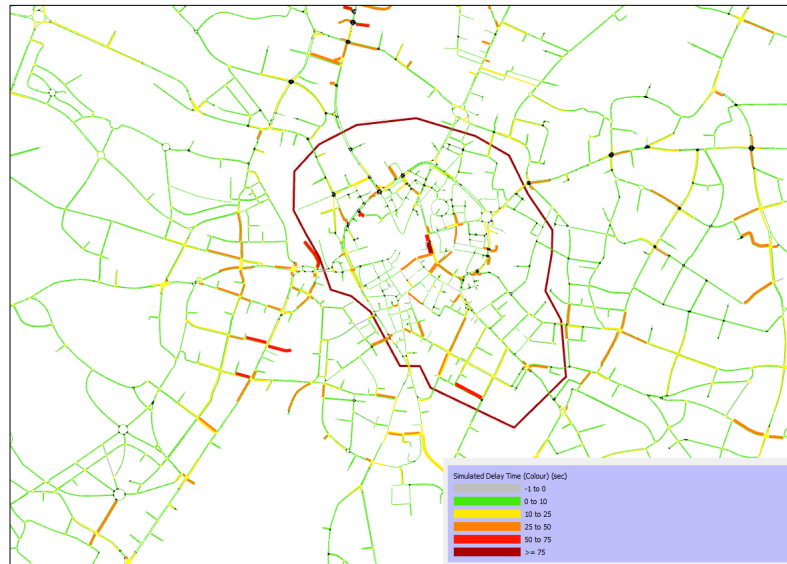 Simulated Delay Time (Colour) (sec)
-1 to 0
0 to 10
10 to 25
25 to 50
50 to 75
>= 75